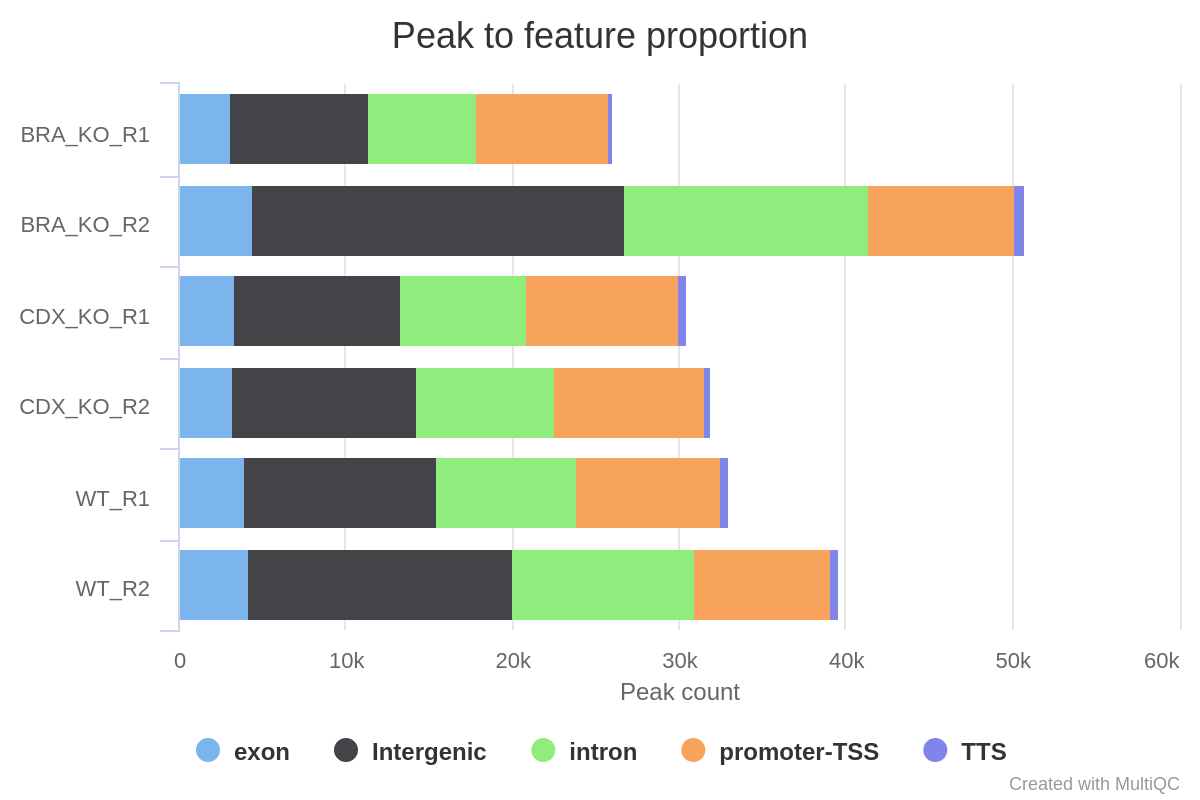 Peak to feature proportion
BRA_KO_R1
BRA_KO_R2
CDX_KO_R1
CDX_KO_R2
WT_R1
WT_R2
0 10k 20k 30k 40k 50k 60k
Peak count
exon Intergenic intron promoter-TSS TTS
Created with MultiQC